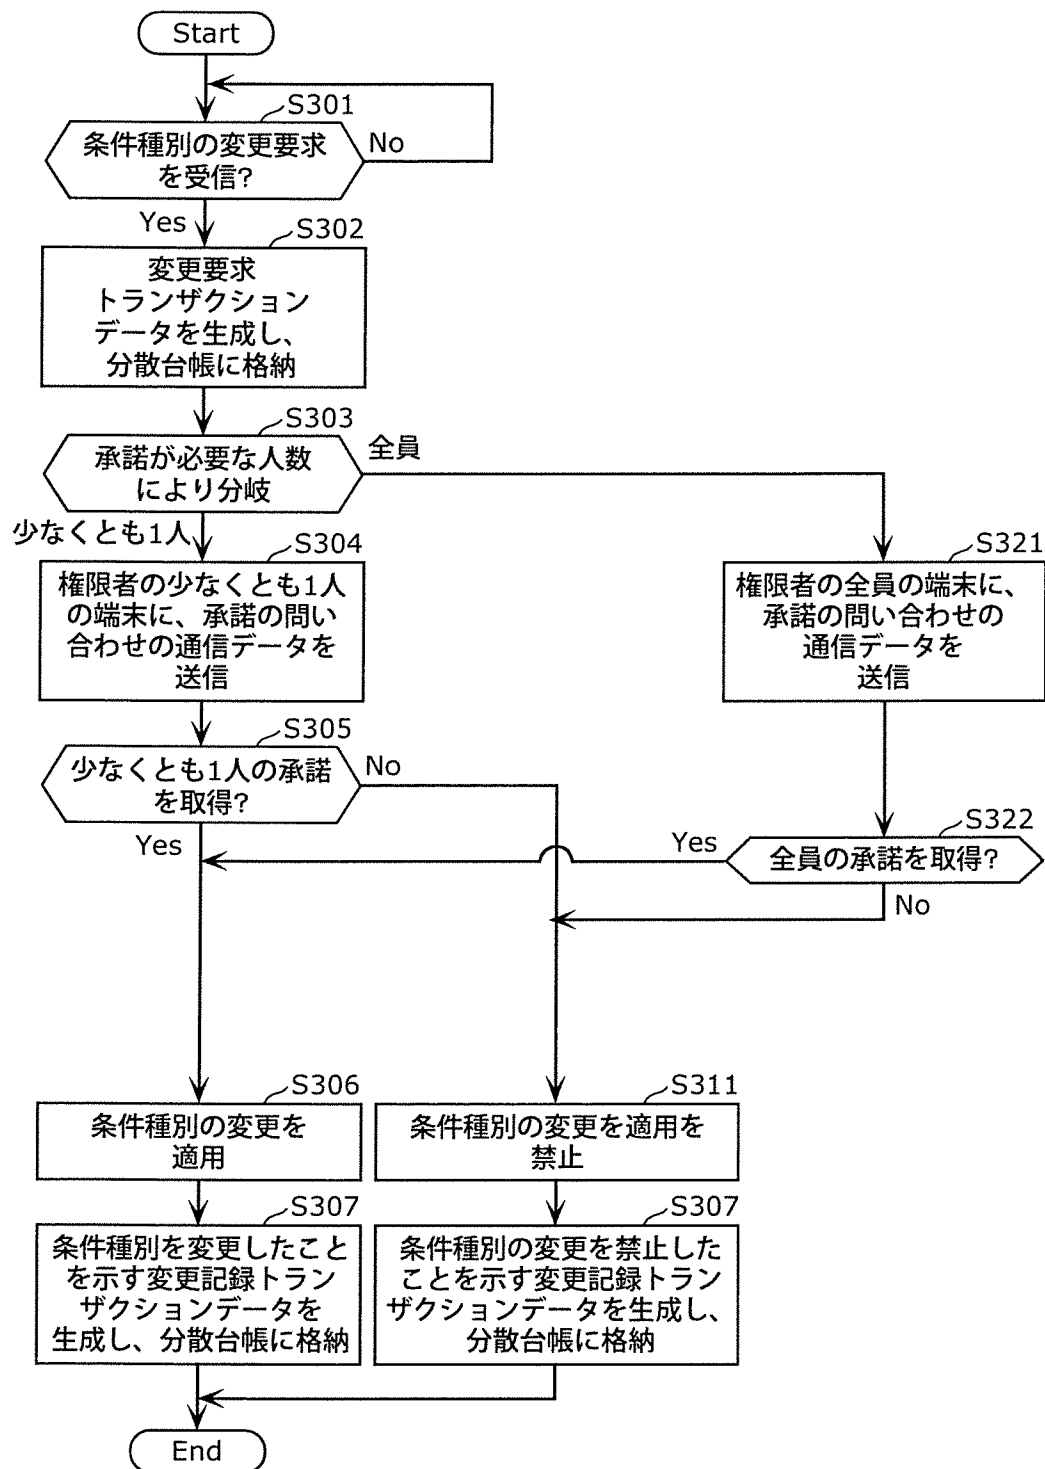 Start
S301
条件種別の変更要求
を受信?
No
Yes
S302
変更要求
トランザクション
データを生成し、
分散台帳に格納
S303
承諾が必要な人数
により分岐
全員
少なくとも1人
S304
権限者の少なくとも1人
の端末に、承諾の問い
合わせの通信データを
送信
S321
権限者の全員の端末に、
承諾の問い合わせの
通信データを
送信
S305
少なくとも1人の承諾
を取得?
No
Yes
S322
全員の承諾を取得?
Yes
No
S306
条件種別の変更を
適用
S311
条件種別の変更を適用を
禁止
S307
条件種別を変更したこと
を示す変更記録トラン
ザクションデータを
生成し、分散台帳に格納
S307
条件種別の変更を禁止した
ことを示す変更記録トラン
ザクションデータを生成し、
分散台帳に格納
End